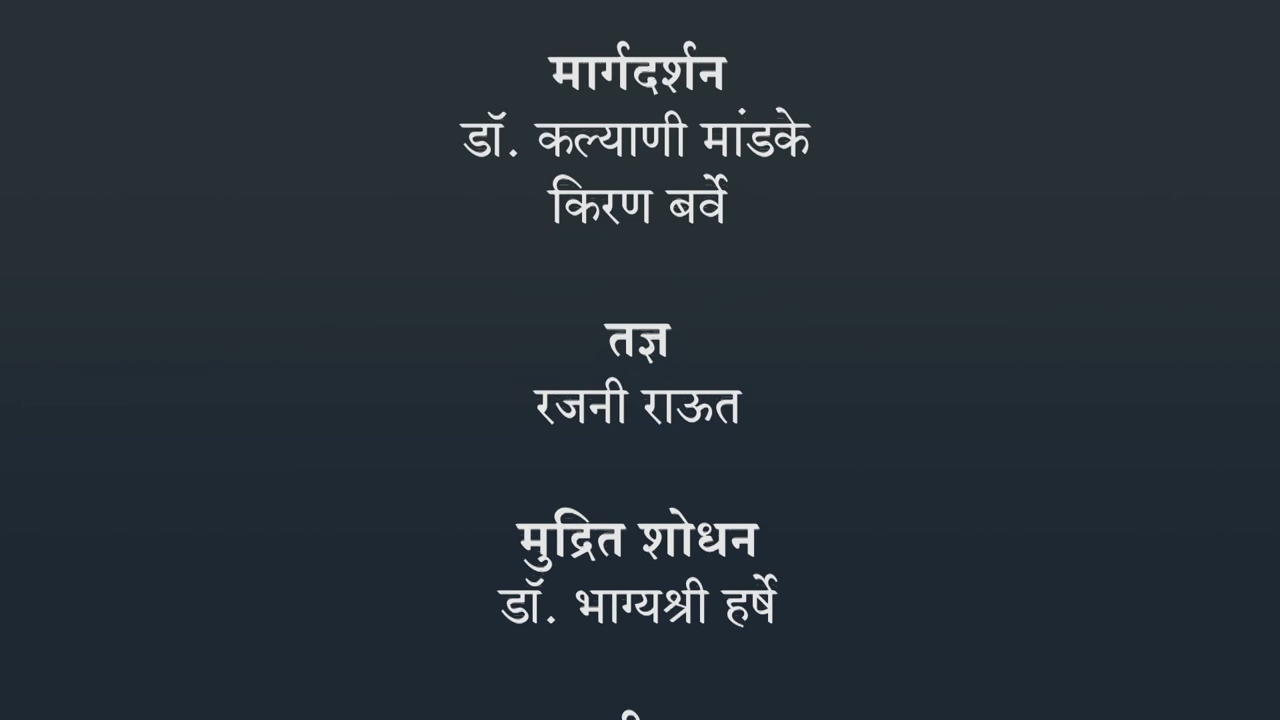 मार्गदर्शन
डॉ. कल्याणी मांडके
किरण बर्वे
तज्ञ
रजनी राऊत
मुद्रित शोधन
डॉ. भाग्यश्री हर्षे